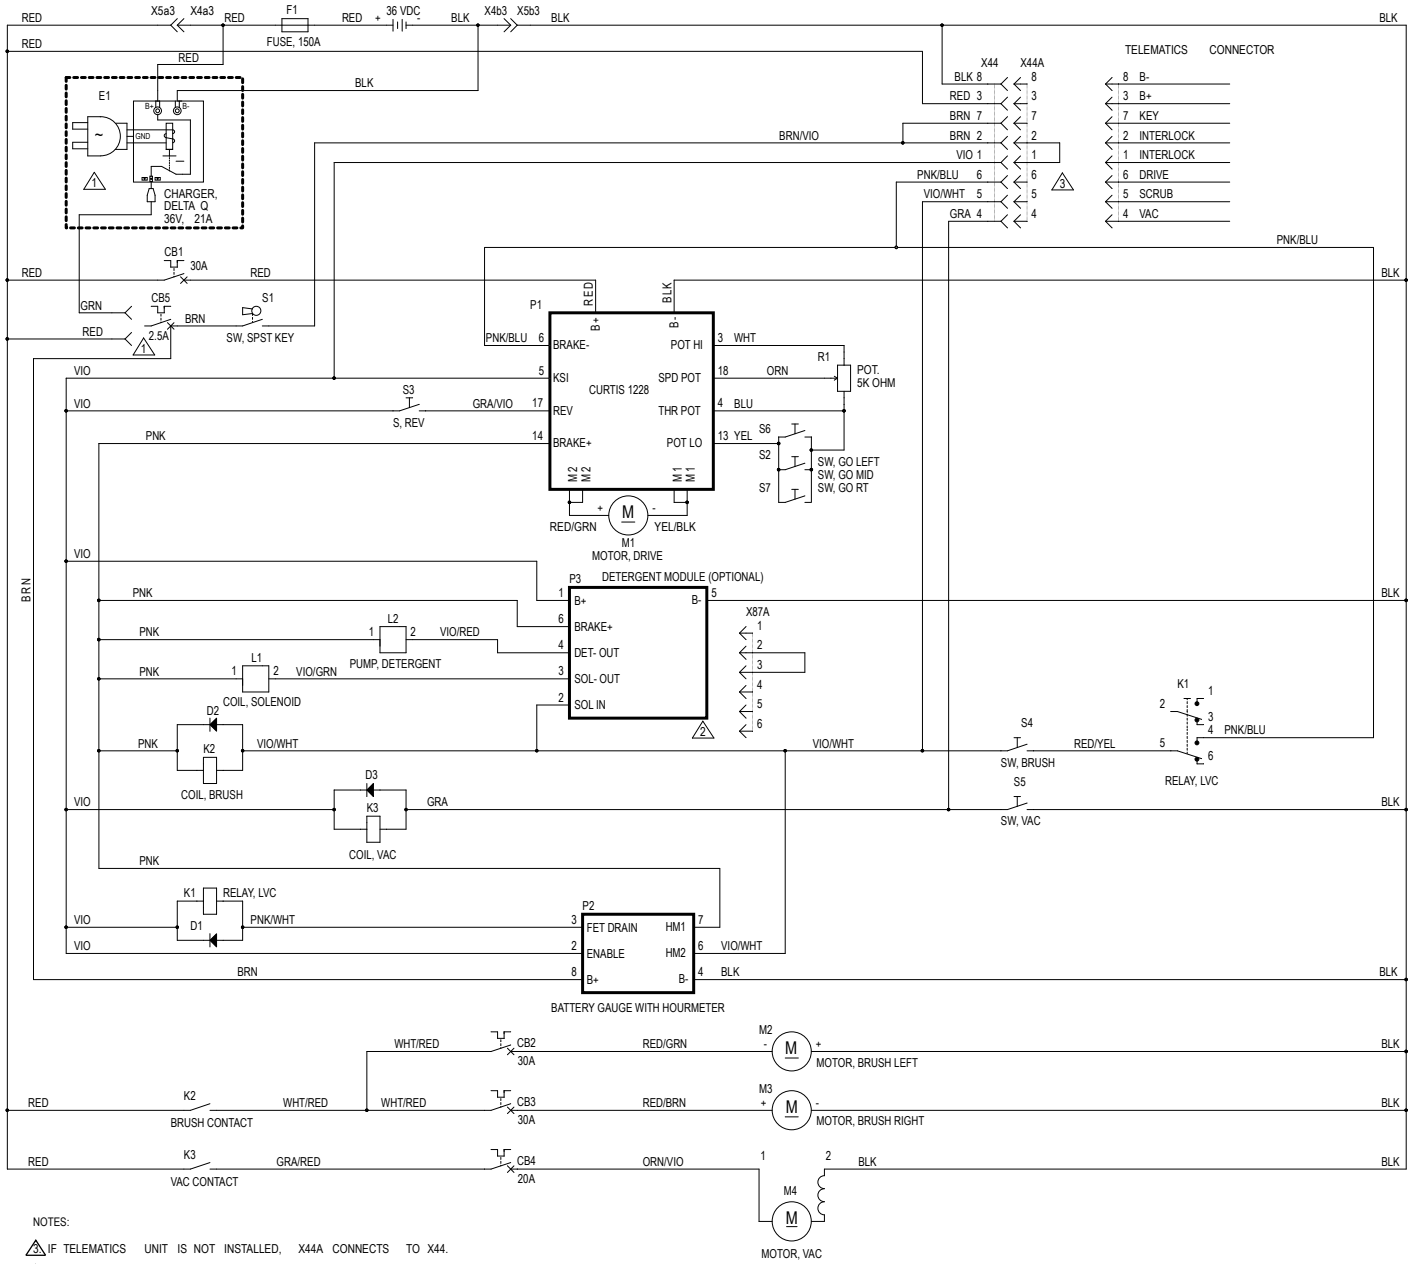 RED X5a3 X4a3 RED F1 RED + 36 VDC - BLK X4b3 X5b3 BLK BLK
FUSE, 150A
RED
RED
TELEMATICS CONNECTOR
X44 X44A
BLK
BLK 8 8 8 B-
RED 3 3 3 B+
BRN 7 7 7 KEY
BRN/VIO BRN 2 2 2 INTERLOCK
VIO 1 1 1 INTERLOCK
PNK/BLU 6 6 6 DRIVE
VIO/WHT 5 5 5 SCRUB
GRA 4 4 4 VAC
3
E1
B+ B-
~ GND
1
CHARGER,
DELTA Q
36V, 21A
PNK/BLU
CB1
RED 30A RED RED BLK BLK
GRN CB5 S1
BRN
RED 2.5A SW, SPST KEY
1
P1
B+ B-
PNK/BLU 6 BRAKE- POT HI 3 WHT
R1
VIO 5 KSI SPD POT 18 ORN POT.
5K OHM
CURTIS 1228
S3
VIO GRA/VIO 17 REV THR POT 4 BLU
S, REV
PNK 14 BRAKE+ POT LO 13 YEL S6
S2 SW, GO LEFT
SW, GO MID
S7 SW, GO RT
M2 M2 M1 M1
+ M -
RED/GRN YEL/BLK
M1
MOTOR, DRIVE
VIO
BRN
P3 DETERGENT MODULE (OPTIONAL)
PNK 1 B+ B- 5 BLK
X87A
6 BRAKE+ 1
L2
PNK 1 2 VIO/RED 4 DET- OUT 2
PUMP, DETERGENT
L1
PNK 1 2 VIO/GRN 3 SOL- OUT 3
COIL, SOLENOID
2 SOL IN 4
5
6
2
D2
PNK K2 VIO/WHT VIO/WHT
COIL, BRUSH
S4
RED/YEL
SW, BRUSH
K1
1
2
3
4 PNK/BLU
5
6
RELAY, LVC
D3 S5
VIO K3 GRA BLK
COIL, VAC SW, VAC
PNK
K1 RELAY, LVC
P2
VIO D1 PNK/WHT 3 FET DRAIN HM1 7
VIO 2 ENABLE HM2 6 VIO/WHT
BRN 8 B+ B- 4 BLK BLK
BATTERY GAUGE WITH HOURMETER
WHT/RED CB2 RED/GRN M2 BLK
30A - M +
MOTOR, BRUSH LEFT
RED K2 WHT/RED WHT/RED CB3 RED/BRN M3 BLK
BRUSH CONTACT 30A + M -
MOTOR, BRUSH RIGHT
RED K3 GRA/RED CB4 ORN/VIO 1 2 BLK BLK
VAC CONTACT 20A
M4
M
MOTOR, VAC
NOTES:
3 IF TELEMATICS UNIT IS NOT INSTALLED, X44A CONNECTS TO X44.